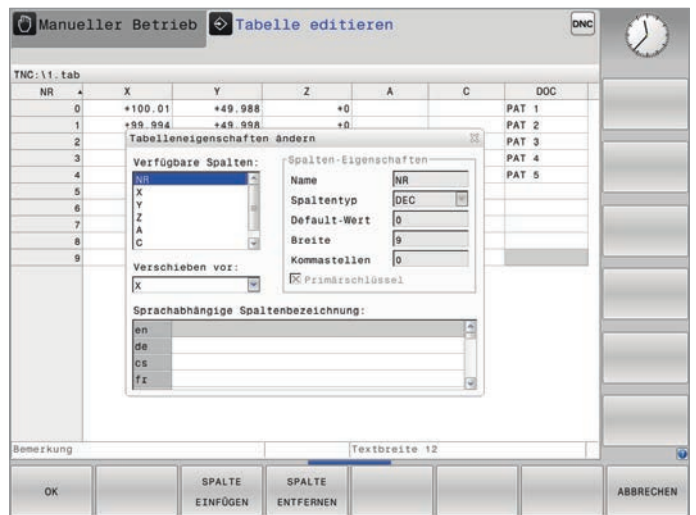 Manueller Betrieb
Tabelle editieren
DNC
TNC:\1.tab
NR X Y Z A C DOC
0 +100.01 +49.988 +0 PAT 1
1 +99.994 +49.998 +0 PAT 2
2 PAT 3
3 PAT 4
4 PAT 5
5
6
7
8
9
Tabelleneigenschaften ändern
Verfügbare Spalten:
NR
X
Y
Z
A
C
Verschieben vor:
X
Spalten-Eigenschaften
Name NR
Spaltentyp DEC
Default-Wert 0
Breite 9
Kommastellen 0
Primärschlüssel
Sprachabhängige Spaltenbezeichnung:
en
de
cs
fr
Bemerkung
Textbreite 12
OK
SPALTE EINFÜGEN
SPALTE ENTFERNEN
ABBRECHEN